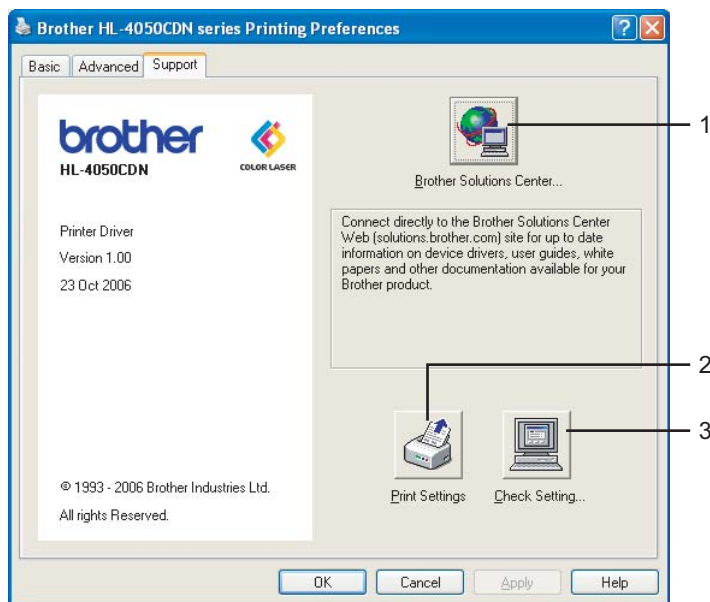 Brother HL-4050CDN series Printing Preferences
Basic Advanced Support
brother
HL-4050CDN
COLOR LASER
Printer Driver
Version 1.00
23 Oct 2006
© 1993 - 2006 Brother Industries Ltd.
All rights Reserved.
1
Brother Solutions Center...
Connect directly to the Brother Solutions Center
Web (solutions.brother.com) site for up to date
information on device drivers, user guides, white
papers and other documentation available for your
Brother product.
2
3
Print Settings
Check Setting...
OK Cancel Apply Help